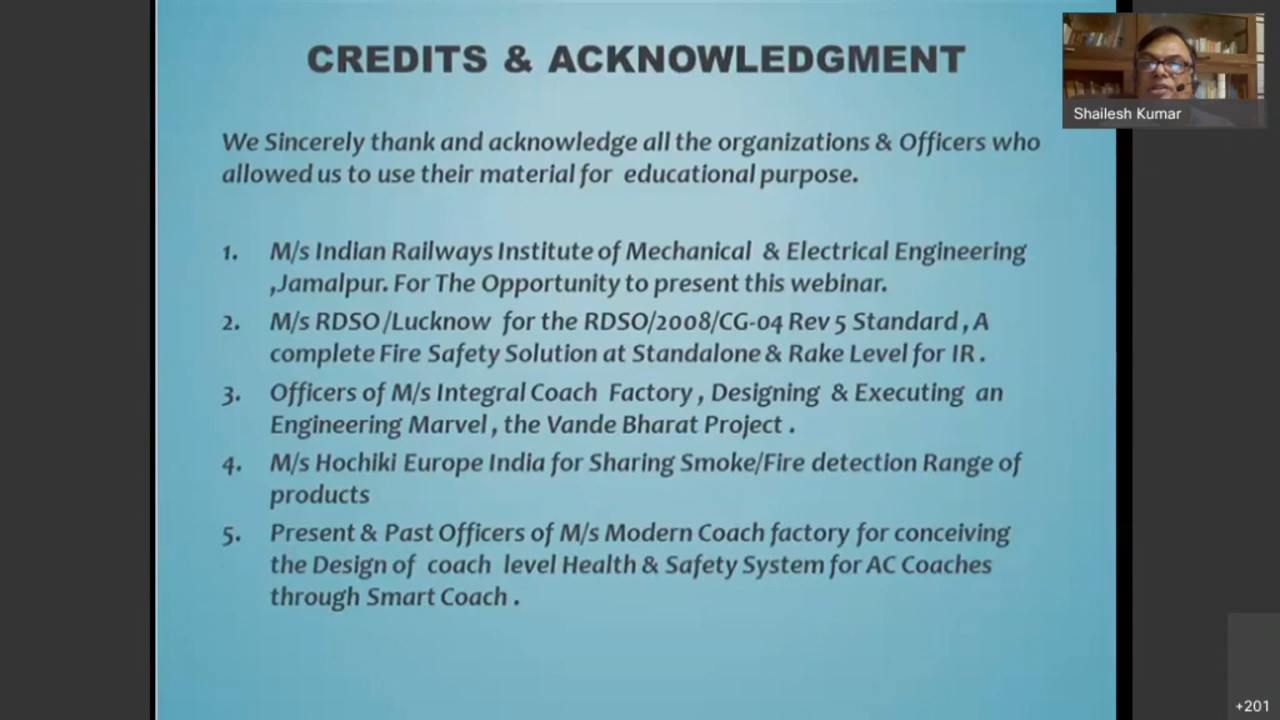 CREDITS & ACKNOWLEDGMENT
Shailesh Kumar
We Sincerely thank and acknowledge all the organizations & Officers who
allowed us to use their material for educational purpose.
1. M/s Indian Railways Institute of Mechanical & Electrical Engineering
,Jamalpur. For The Opportunity to present this webinar.
2. M/s RDSO/Lucknow for the RDSO/2008/CG-04 Rev 5 Standard , A
complete Fire Safety Solution at Standalone & Rake Level for IR .
3. Officers of M/s Integral Coach Factory , Designing & Executing an
Engineering Marvel , the Vande Bharat Project .
4. M/s Hochiki Europe India for Sharing Smoke/Fire detection Range of
products
5. Present & Past Officers of M/s Modern Coach factory for conceiving
the Design of coach level Health & Safety System for AC Coaches
through Smart Coach .
+201